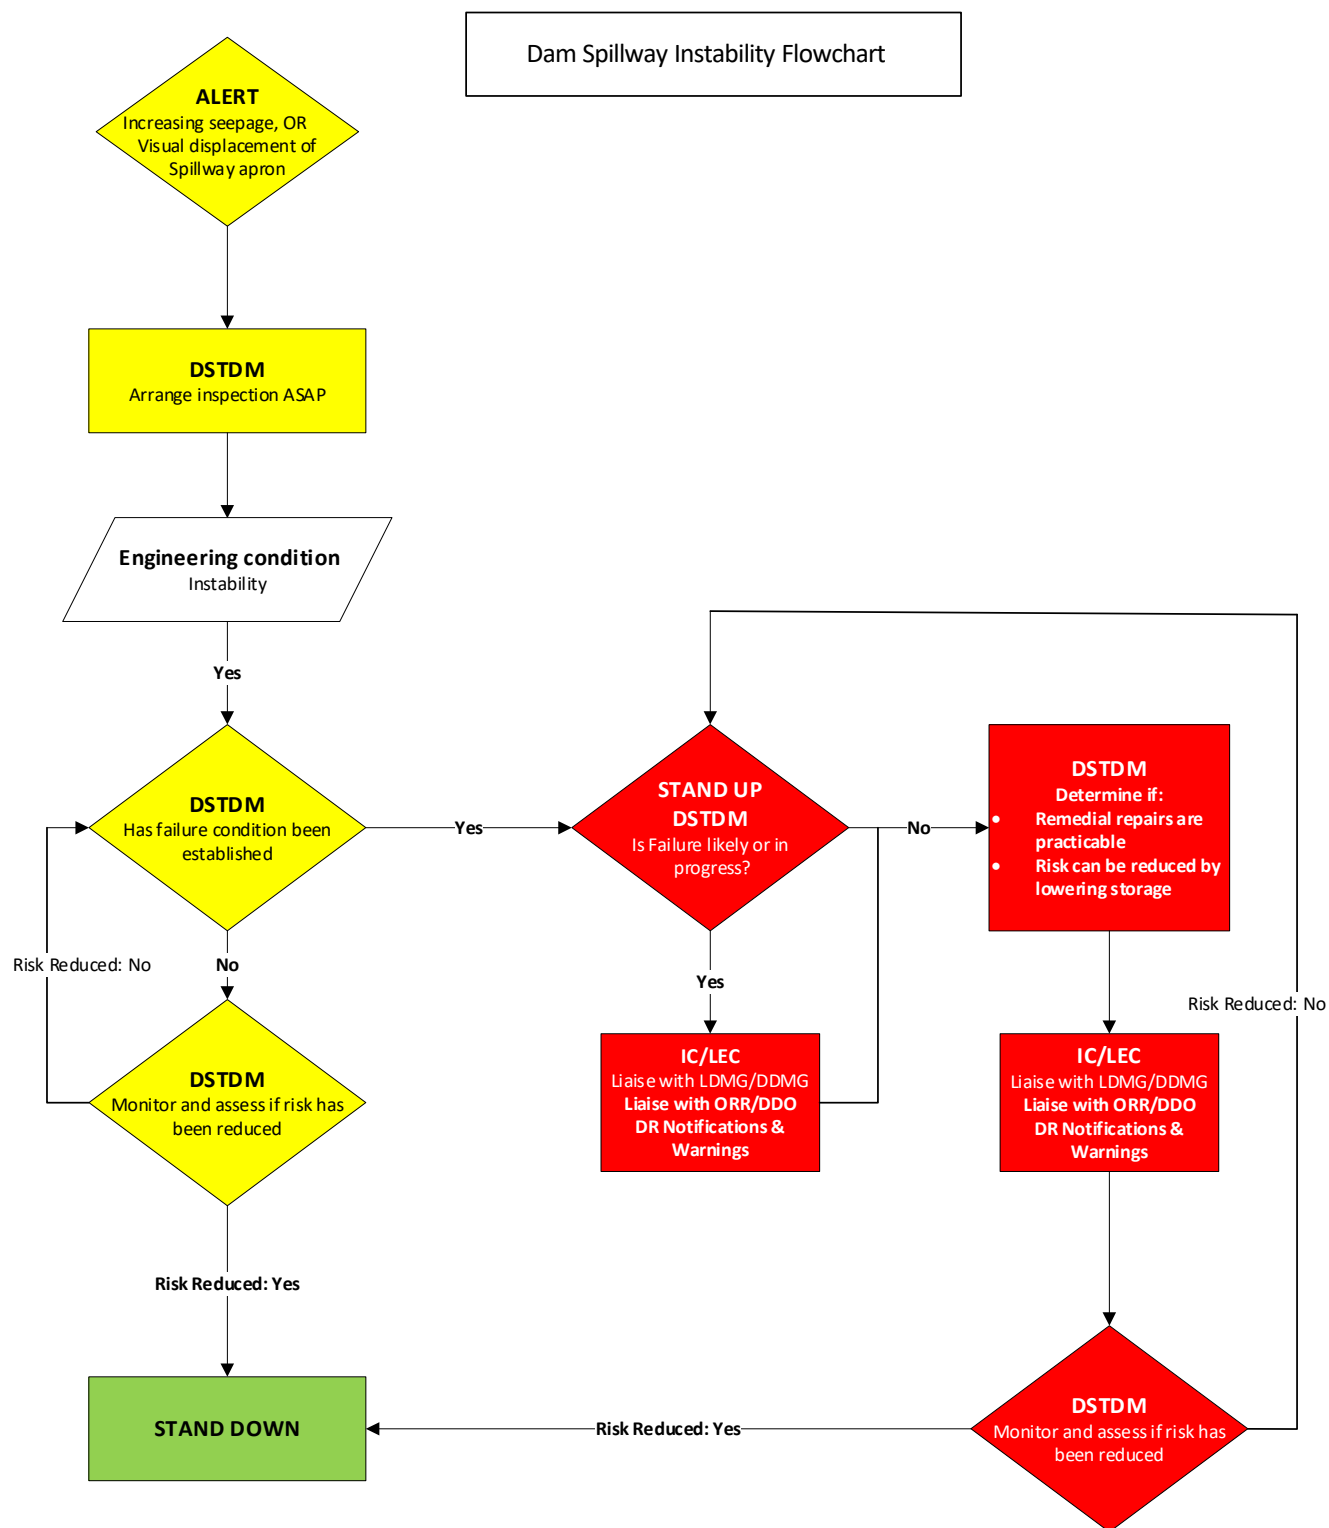 Dam Spillway Instability Flowchart
ALERT
Increasing seepage, OR
Visual displacement of
Spillway apron
DSTDM
Arrange inspection ASAP
Engineering condition
Instability
Yes
DSTDM
Has failure condition been
established
Yes
STAND UP
DSTDM
Is Failure likely or in
progress?
No
DSTDM
Determine if:
• Remedial repairs are
practicable
• Risk can be reduced by
lowering storage
Risk Reduced: No
No
Yes
Risk Reduced: No
DSTDM
Monitor and assess if risk has
been reduced
IC/LEC
Liaise with LDMG/DDMG
Liaise with ORR/DDO
DR Notifications &
Warnings
IC/LEC
Liaise with LDMG/DDMG
Liaise with ORR/DDO
DR Notifications &
Warnings
Risk Reduced: Yes
STAND DOWN
Risk Reduced: Yes
DSTDM
Monitor and assess if risk has
been reduced